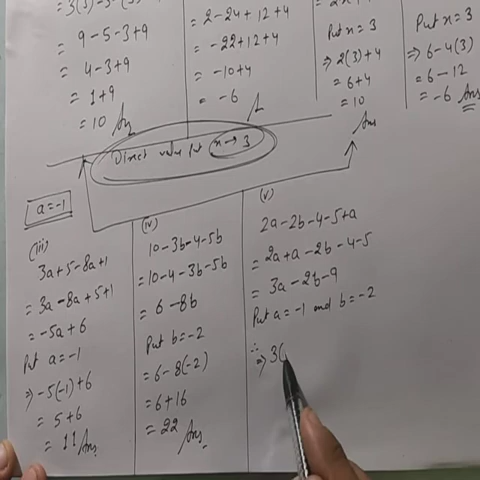 = 9-5-3+9
= 4-3+9
= 1+9
= 10 Ans
= 2-24+12+4
= -22+12+4
= -10+4
= -6
Put x=3
⇒ 2(3)+4
= 6+4
= 10
Ans
Put x=3
⇒ 6-4(3)
= 6-12
= -6 Ans
Direct value put x→3
a=-1
(iii)
3a+5-8a+1
= 3a-8a+5+1
= -5a+6
Put a=-1
⇒ -5(-1)+6
= 5+6
= 11 Ans
(iv)
10-3b-4-5b
= 10-4-3b-5b
= 6-8b
Put b=-2
= 6-8(-2)
= 6+16
= 22 Ans
(v)
2a-2b-4-5+a
= 2a+a-2b-4-5
= 3a-2b-9
Put a=-1 and b=-2
∴
⇒ 3(